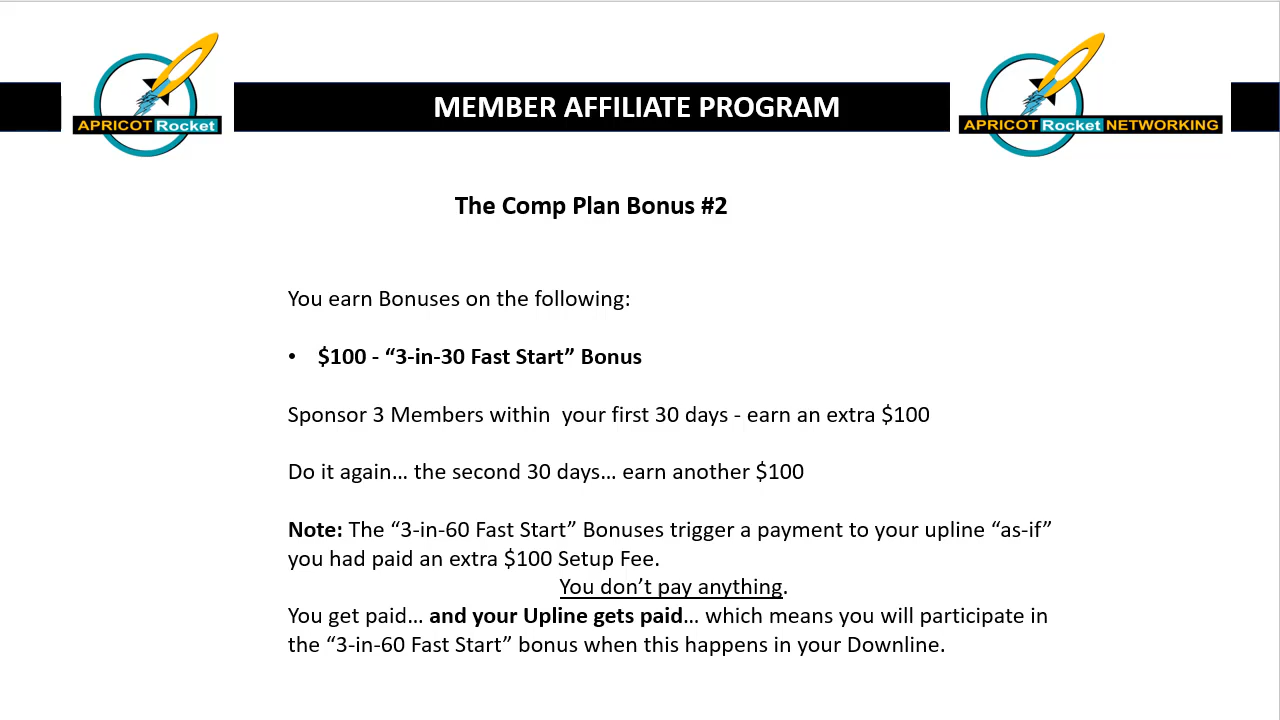 MEMBER AFFILIATE PROGRAM
APRICOT Rocket
APRICOT Rocket NETWORKING
The Comp Plan Bonus #2
You earn Bonuses on the following:
• $100 - “3-in-30 Fast Start” Bonus
Sponsor 3 Members within  your first 30 days - earn an extra $100
Do it again… the second 30 days… earn another $100
Note: The “3-in-60 Fast Start” Bonuses trigger a payment to your upline “as-if”
you had paid an extra $100 Setup Fee.
You don’t pay anything.
You get paid… and your Upline gets paid… which means you will participate in
the “3-in-60 Fast Start” bonus when this happens in your Downline.